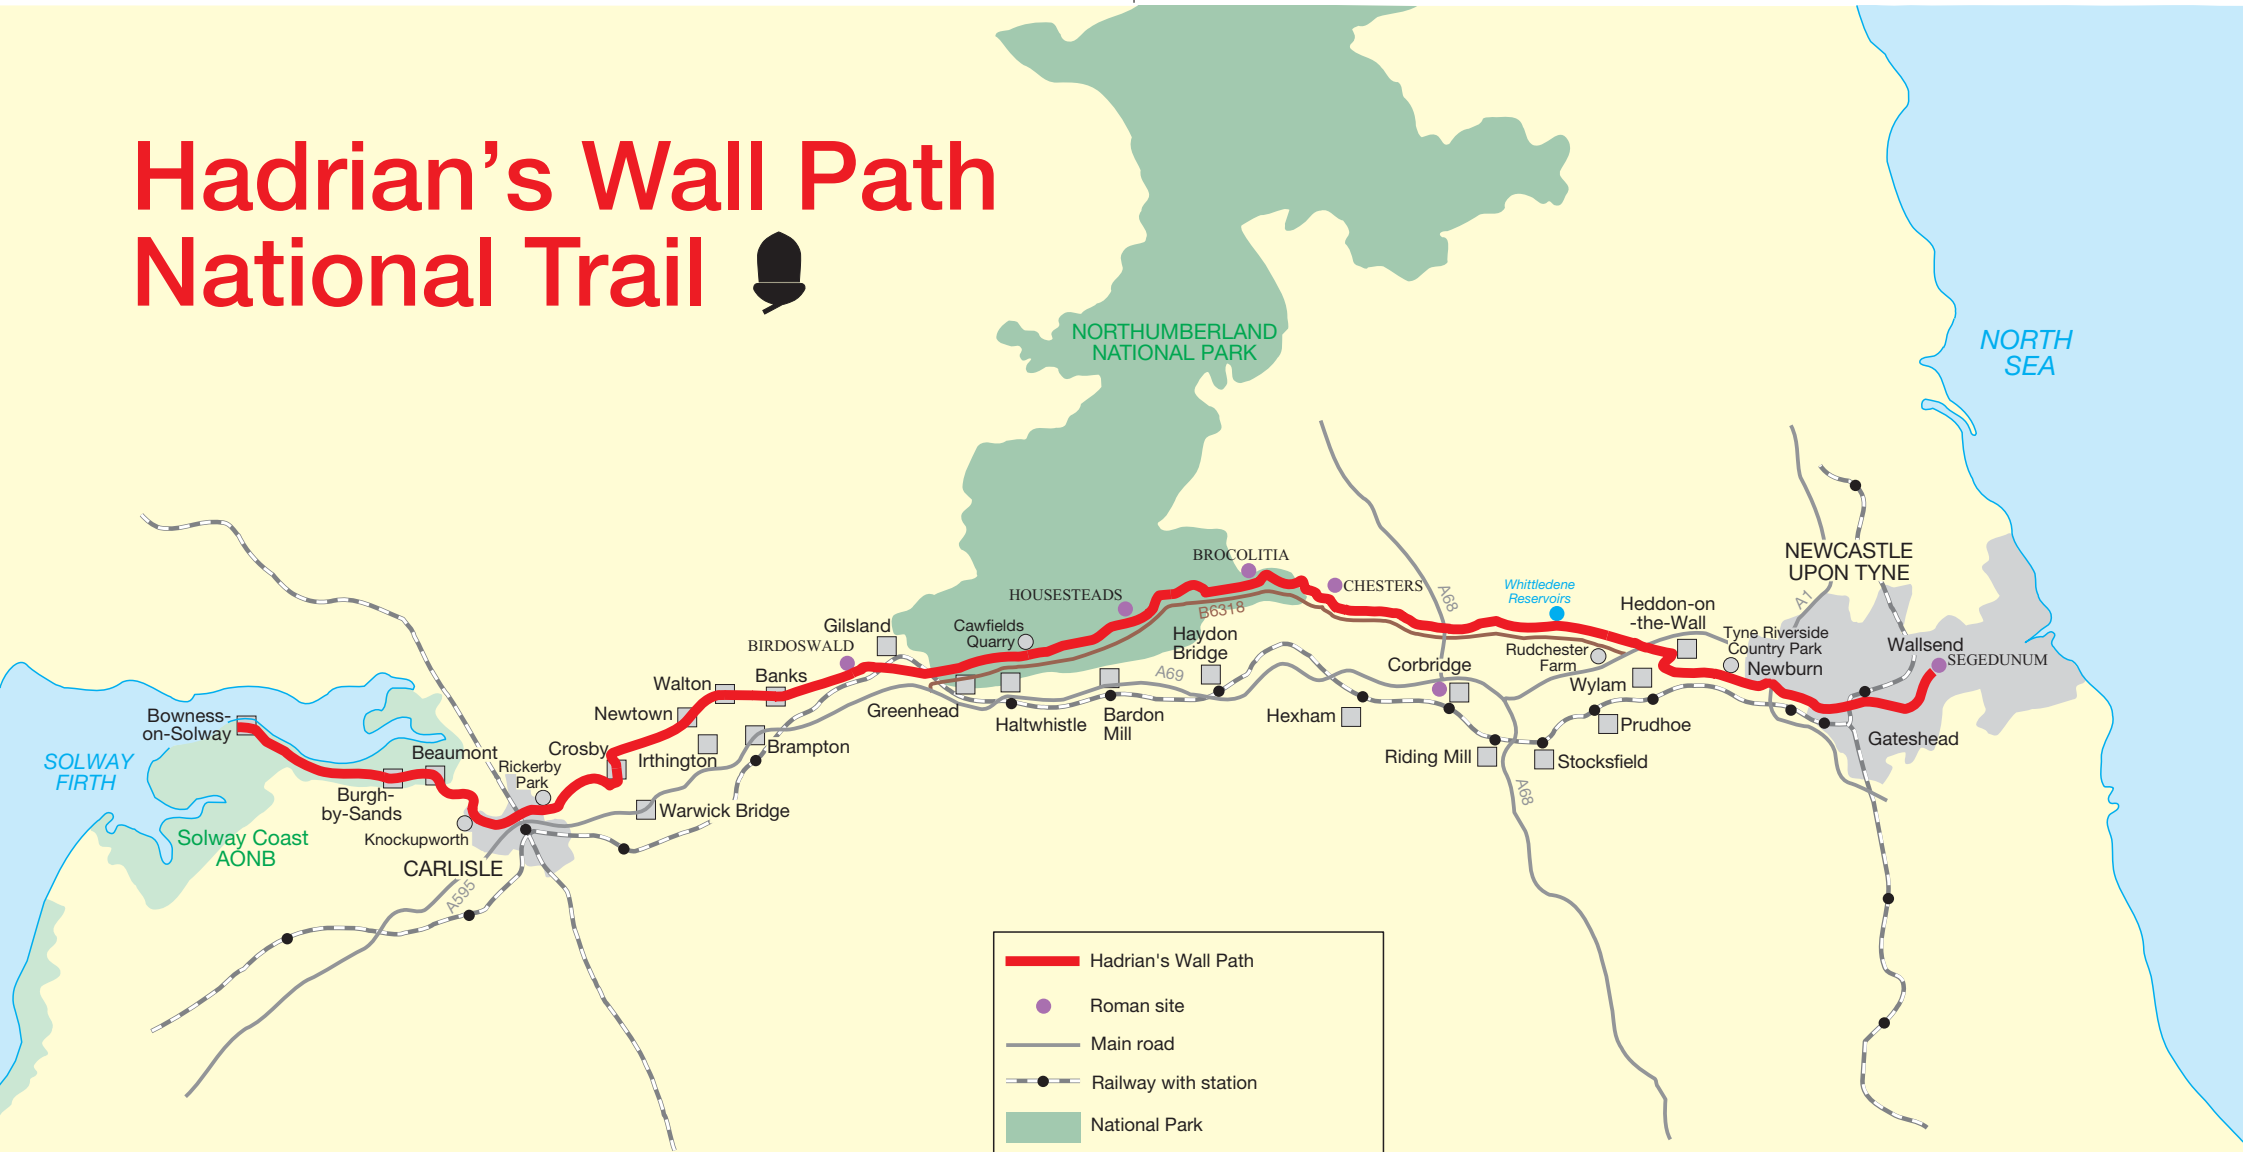 Hadrian's Wall Path
National Trail
NORTHUMBERLAND
NATIONAL PARK
NORTH
SEA
NEWCASTLE
UPON TYNE
BROCOLITIA
HOUSESTEADS
CHESTERS
A68
Whittledene
Reservoirs
A1
B6318
Heddon-on
-the-Wall
Tyne Riverside
Country Park
Newburn
Wallsend
SEGEDUNUM
Gilsland
BIRDOSWALD
Cawfields
Quarry
Haydon
Bridge
Rudchester
Farm
Corbridge
Wylam
A69
Banks
Walton
Newtown
Greenhead
Haltwhistle
Bardon
Mill
Hexham
Prudhoe
Gateshead
Riding Mill
Stocksfield
A68
Bowness-
on-Solway
SOLWAY
FIRTH
Beaumont
Crosby
Irthington
Brampton
Rickerby
Park
Burgh-
by-Sands
Warwick Bridge
Knockupworth
Solway Coast
AONB
CARLISLE
A595
Hadrian's Wall Path
Roman site
Main road
Railway with station
National Park